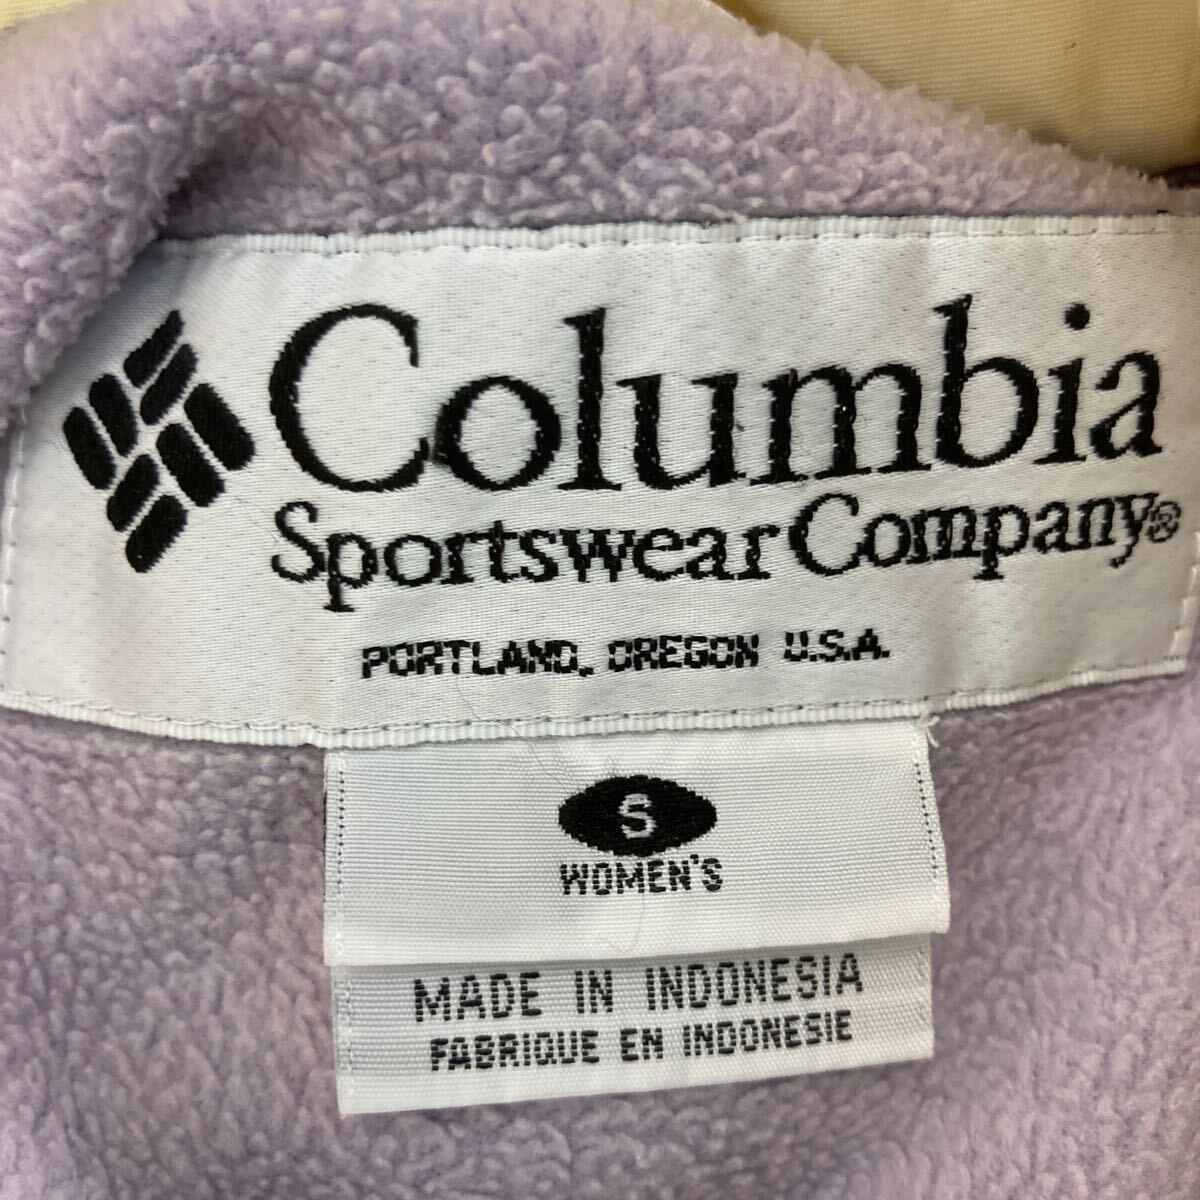 Columbia
Sportswear Company®
PORTLAND, OREGON U.S.A.
S
WOMEN'S
MADE IN INDONESIA
FABRIQUE EN INDONESIE